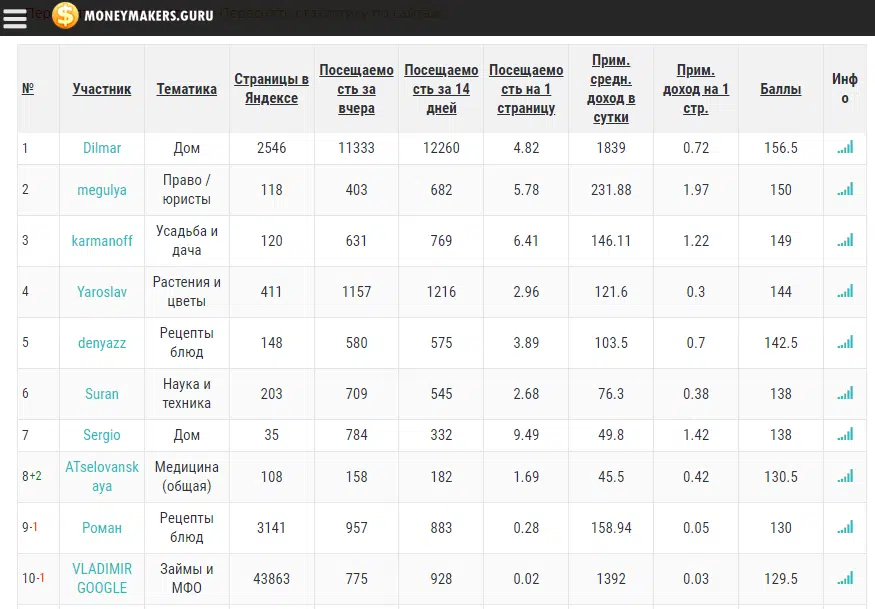 MONEYMAKERS.GURU
№ Участник Тематика Страницы в Яндексе Посещаемость за вчера Посещаемость за 14 дней Посещаемость на 1 страницу Прим. средн. доход в сутки Прим. доход на 1 стр. Баллы Инфо
1 Dilmar Дом 2546 11333 12260 4.82 1839 0.72 156.5
2 megulya Право / юристы 118 403 682 5.78 231.88 1.97 150
3 karmanoff Усадьба и дача 120 631 769 6.41 146.11 1.22 149
4 Yaroslav Растения и цветы 411 1157 1216 2.96 121.6 0.3 144
5 denyazz Рецепты блюд 148 580 575 3.89 103.5 0.7 142.5
6 Suran Наука и техника 203 709 545 2.68 76.3 0.38 138
7 Sergio Дом 35 784 332 9.49 49.8 1.42 138
8+2 ATselovanskaya Медицина (общая) 108 158 182 1.69 45.5 0.42 130.5
9-1 Роман Рецепты блюд 3141 957 883 0.28 158.94 0.05 130
10-1 VLADIMIR GOOGLE Займы и МФО 43863 775 928 0.02 1392 0.03 129.5